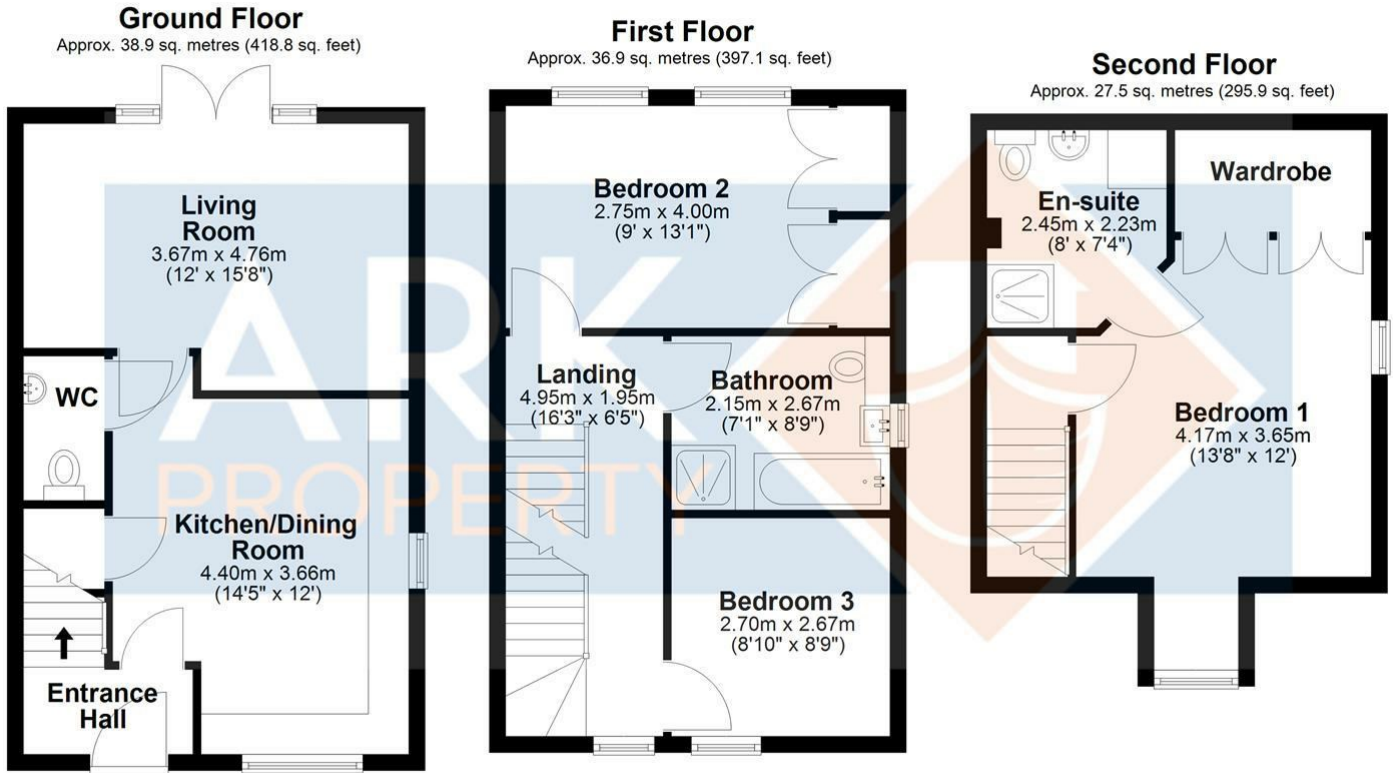 Ground Floor
Approx. 38.9 sq. metres (418.8 sq. feet)
Living
Room
3.67m x 4.76m
(12' x 15'8")
WC
Kitchen/Dining
Room
4.40m x 3.66m
(14'5" x 12')
Entrance
Hall
First Floor
Approx. 36.9 sq. metres (397.1 sq. feet)
Bedroom 2
2.75m x 4.00m
(9' x 13'1")
Landing
4.95m x 1.95m
(16'3" x 6'5")
Bathroom
2.15m x 2.67m
(7'1" x 8'9")
Bedroom 3
2.70m x 2.67m
(8'10" x 8'9")
Second Floor
Approx. 27.5 sq. metres (295.9 sq. feet)
Wardrobe
En-suite
2.45m x 2.23m
(8' x 7'4")
Bedroom 1
4.17m x 3.65m
(13'8" x 12')
ARK
PROPERTY